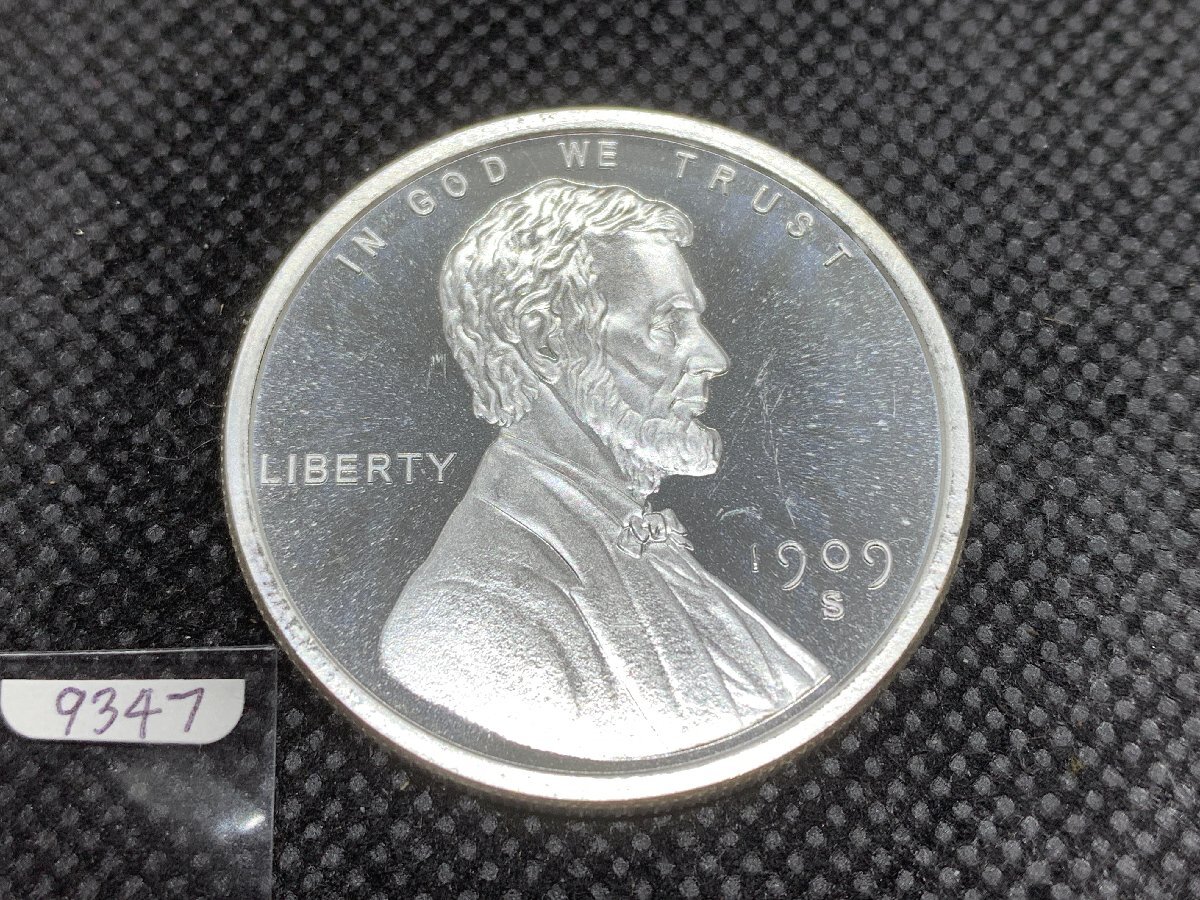 IN GOD WE TRUST
LIBERTY
1909
S
9347